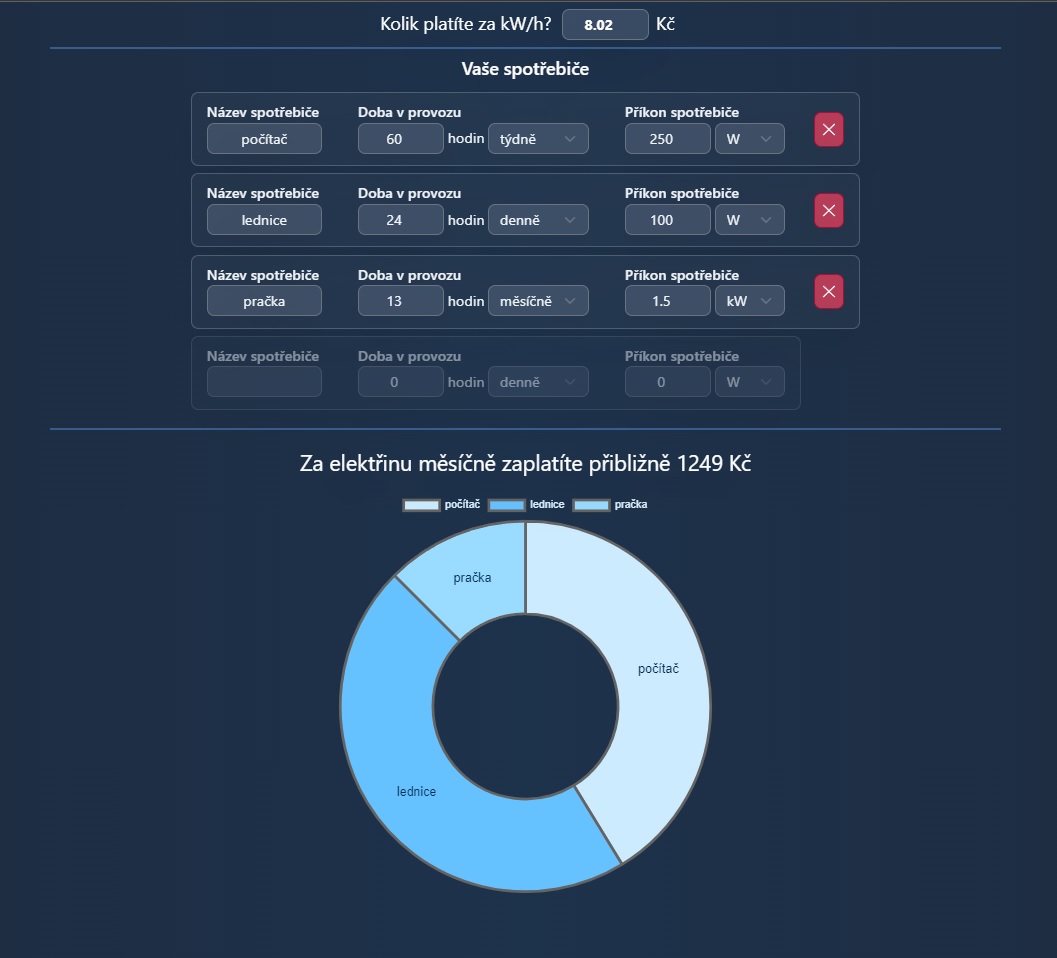 Kolik platíte za kW/h? 8.02 Kč
Vaše spotřebiče
Název spotřebiče Doba v provozu Příkon spotřebiče
počítač 60 hodin týdně 250 W
Název spotřebiče Doba v provozu Příkon spotřebiče
lednice 24 hodin denně 100 W
Název spotřebiče Doba v provozu Příkon spotřebiče
pračka 13 hodin měsíčně 1.5 kW
Název spotřebiče Doba v provozu Příkon spotřebiče
0 hodin denně 0 W
Za elektřinu měsíčně zaplatíte přibližně 1249 Kč
počítač lednice pračka
pračka
počítač
lednice